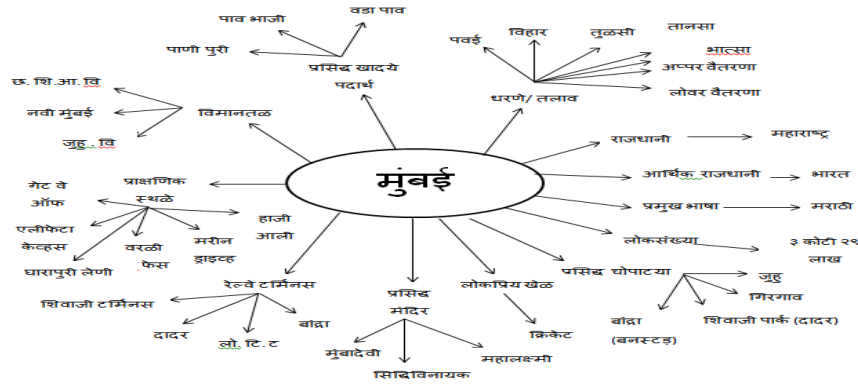 वडा पाव
पाव भाजी
पाणी पुरी
प्रसिद्ध खादये
पदार्थ
पवई
विहार
तुळसी
तानसा
भात्सा
अप्पर वैतरणा
लोवर वैतरणा
धरणे/ तलाव
छ. शि.आ. वि
नवी मुंबई
जुहु . वि
विमानतळ
राजधानी
महाराष्ट्र
आर्थिक राजधानी
भारत
प्रमुख भाषा
मराठी
लोकसंख्या
३ कोटी २९
लाख
मुंबई
प्राक्षणिक
स्थळे
गेट वे
ऑफ
एलीफेटा
केव्हस
घारापुरी लेणी
वरळी
फेस
मरीन
ड्राइव्ह
हाजी
आली
रेल्वे टर्मिनस
शिवाजी टर्मिनस
दादर
लो. टि. ट
बांद्रा
प्रसिद्ध
मंदिर
मुंबादेवी
सिद्धिविनायक
महालक्ष्मी
लोकप्रिय खेळ
क्रिकेट
प्रसिद्ध चोपाटया
जुहु
गिरगाव
शिवाजी पार्क (दादर)
बांद्रा
(बनस्टड)